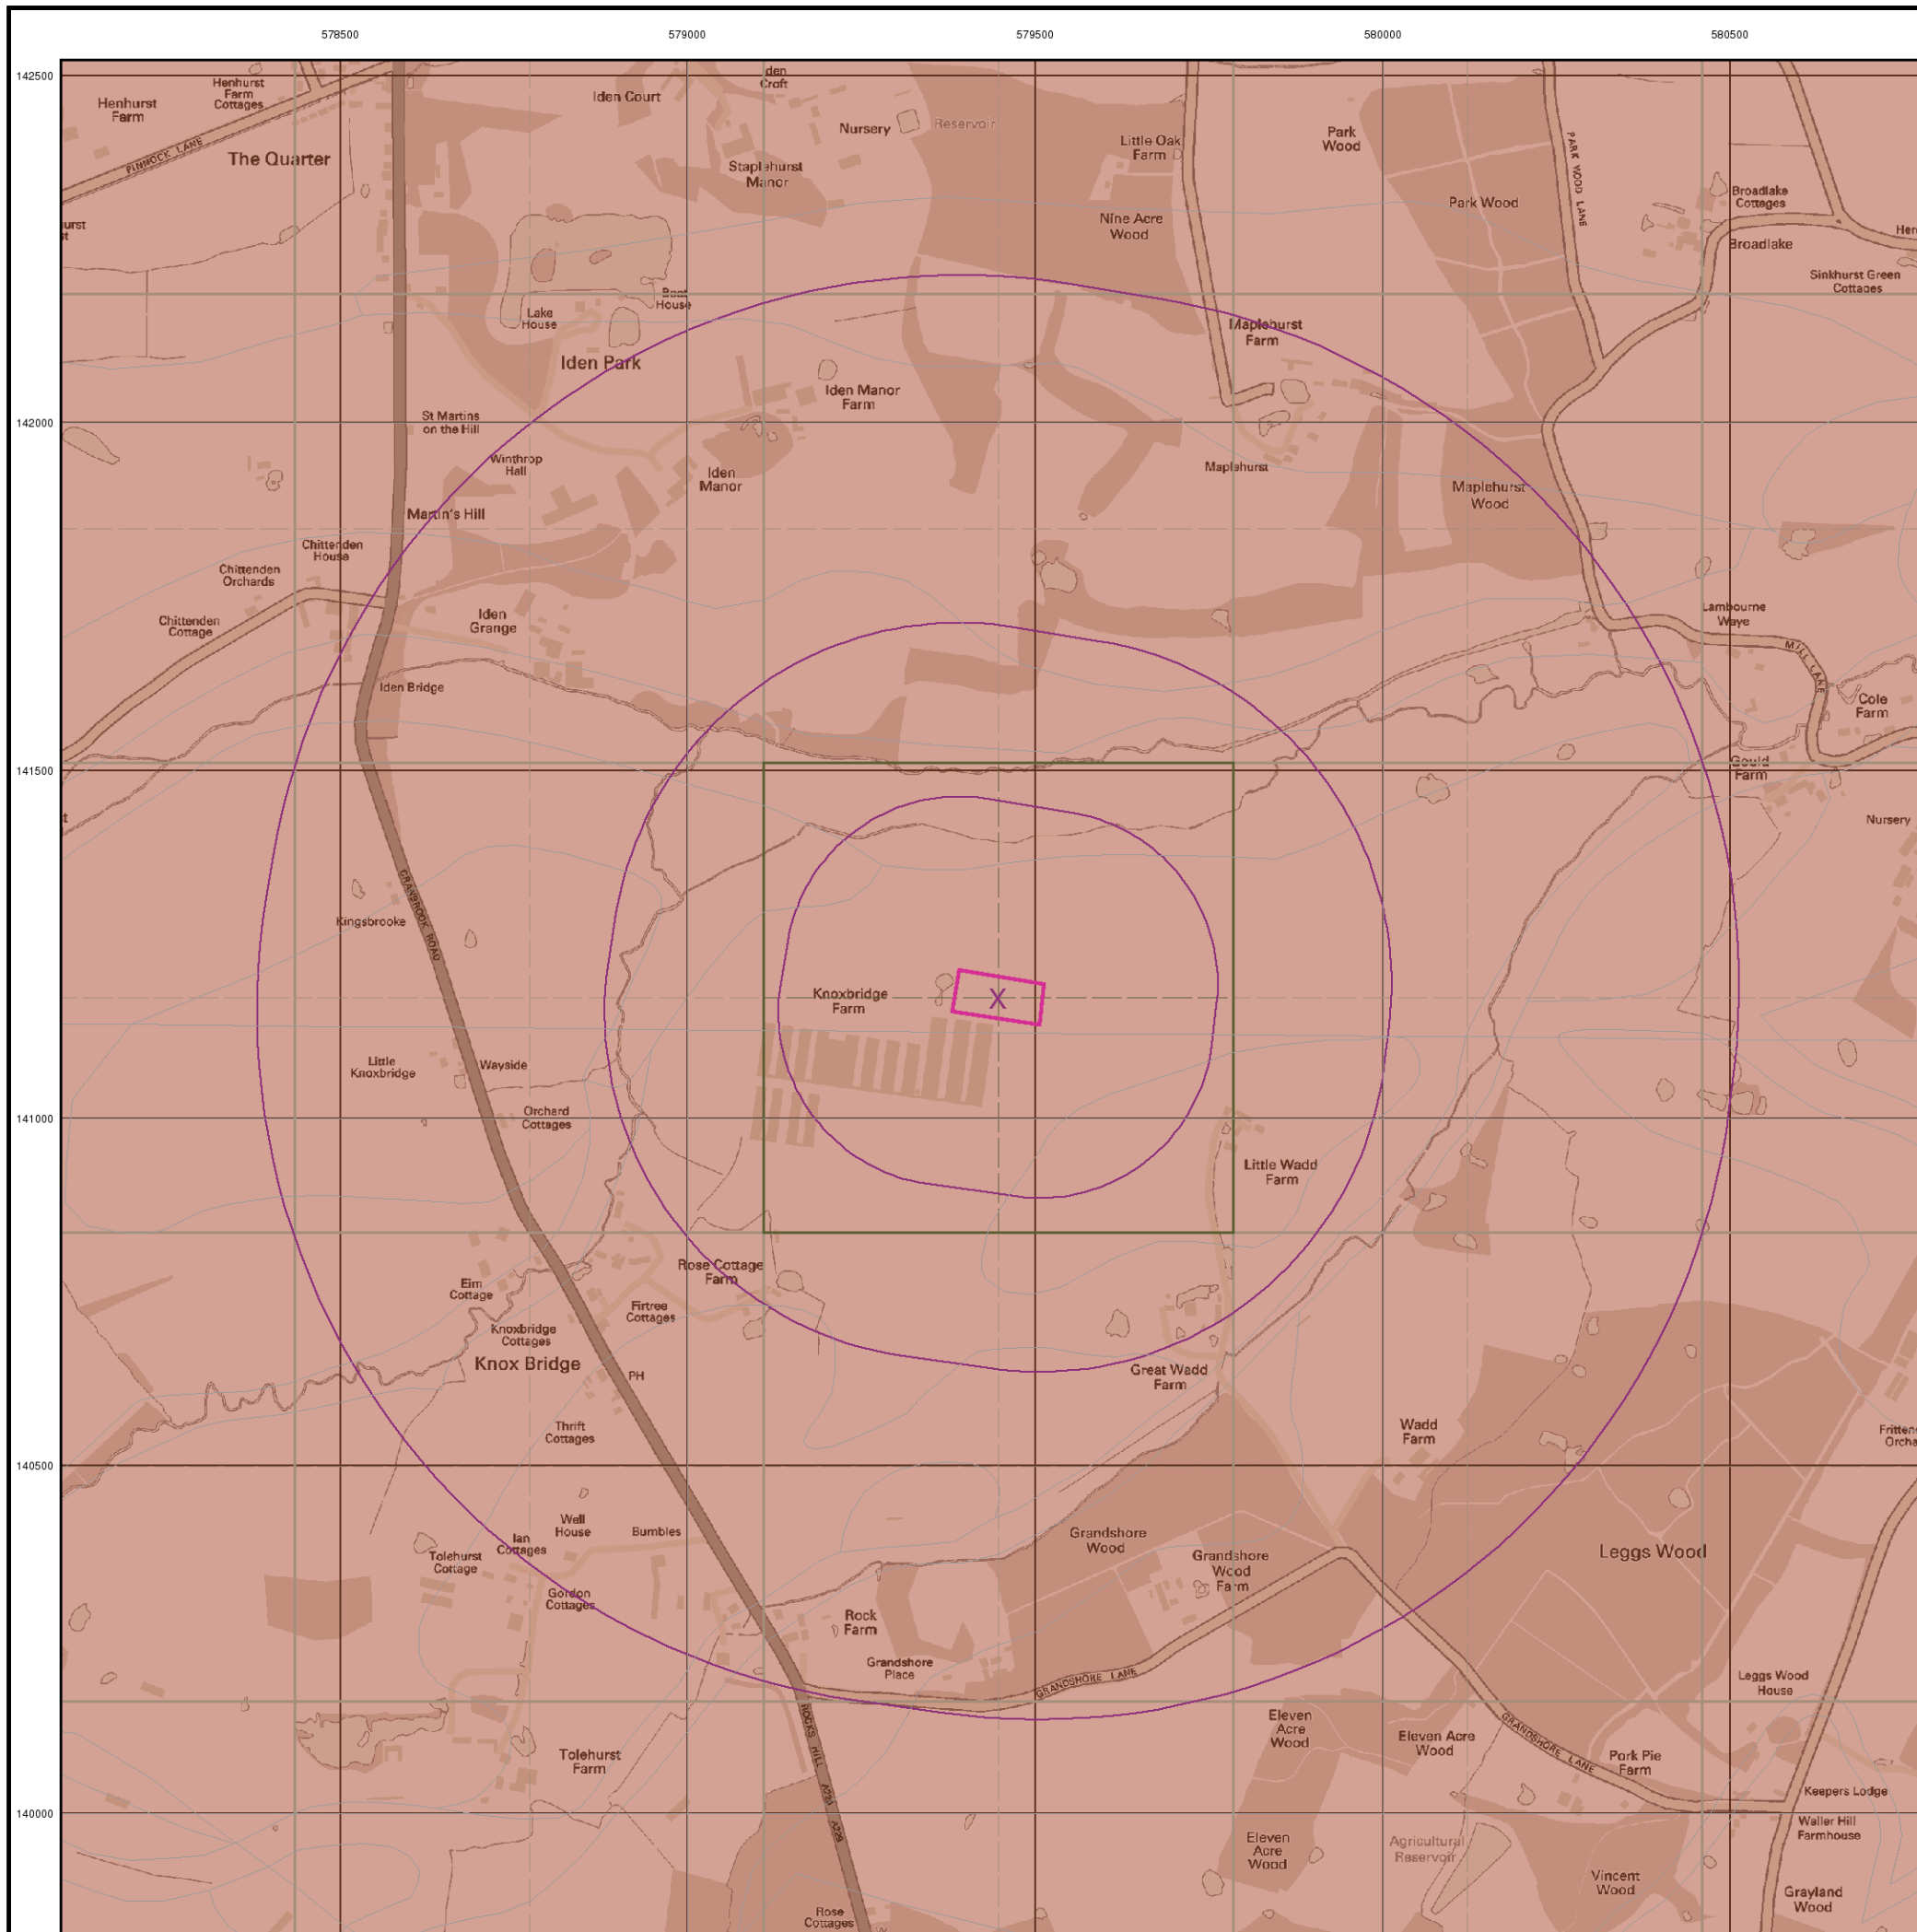 578500
579000
579500
580000
580500
142500
142000
141500
141000
140500
140000
Henhurst
Farm
Henhurst
Farm
Cottages
PINNOCK LANE
The Quarter
Iden Court
Croft
Nursery
Reservoir
Staplehurst
Manor
Little Oak
Farm
Nine Acre
Wood
Park
Wood
Park Wood
PARK WOOD LANE
Broadlake
Cottages
Broadlake
Sinkhurst Green
Cottages
Lake
House
Boat
House
Iden Park
Maplehurst
Farm
Iden Manor
Farm
St Martins
on the Hill
Winthrop
Hall
Iden
Manor
Maplehurst
Maplehurst
Wood
Martin's Hill
Chittenden
House
Chittenden
Orchards
Chittenden
Cottage
Iden
Grange
Iden Bridge
Lambourne
Waye
MILL LANE
Cole
Farm
Gould
Farm
Nursery
CRANBROOK ROAD
Kingsbrooke
Knoxbridge
Farm
X
Little
Knoxbridge
Wayside
Orchard
Cottages
Little Wadd
Farm
Rose Cottage
Farm
Elm
Cottage
Firtree
Cottages
Knoxbridge
Cottages
Knox Bridge
PH
Great Wadd
Farm
Thrift
Cottages
Wadd
Farm
Well
House
Ian
Cottages
Bumbles
Tolehurst
Cottage
Gordon
Cottages
Grandshore
Wood
Grandshore
Wood
Farm
Leggs Wood
Rock
Farm
Grandshore
Place
GRANDSHORE LANE
Leggs Wood
House
ROCKS HILL
A229
A229
Tolehurst
Farm
Eleven
Acre
Wood
Eleven Acre
Wood
GRANDSHORE LANE
Pork Pie
Farm
Keepers Lodge
Waller Hill
Farmhouse
Eleven
Acre
Wood
Agricultural
Reservoir
Vincent
Wood
Grayland
Wood
Rose
Cottages